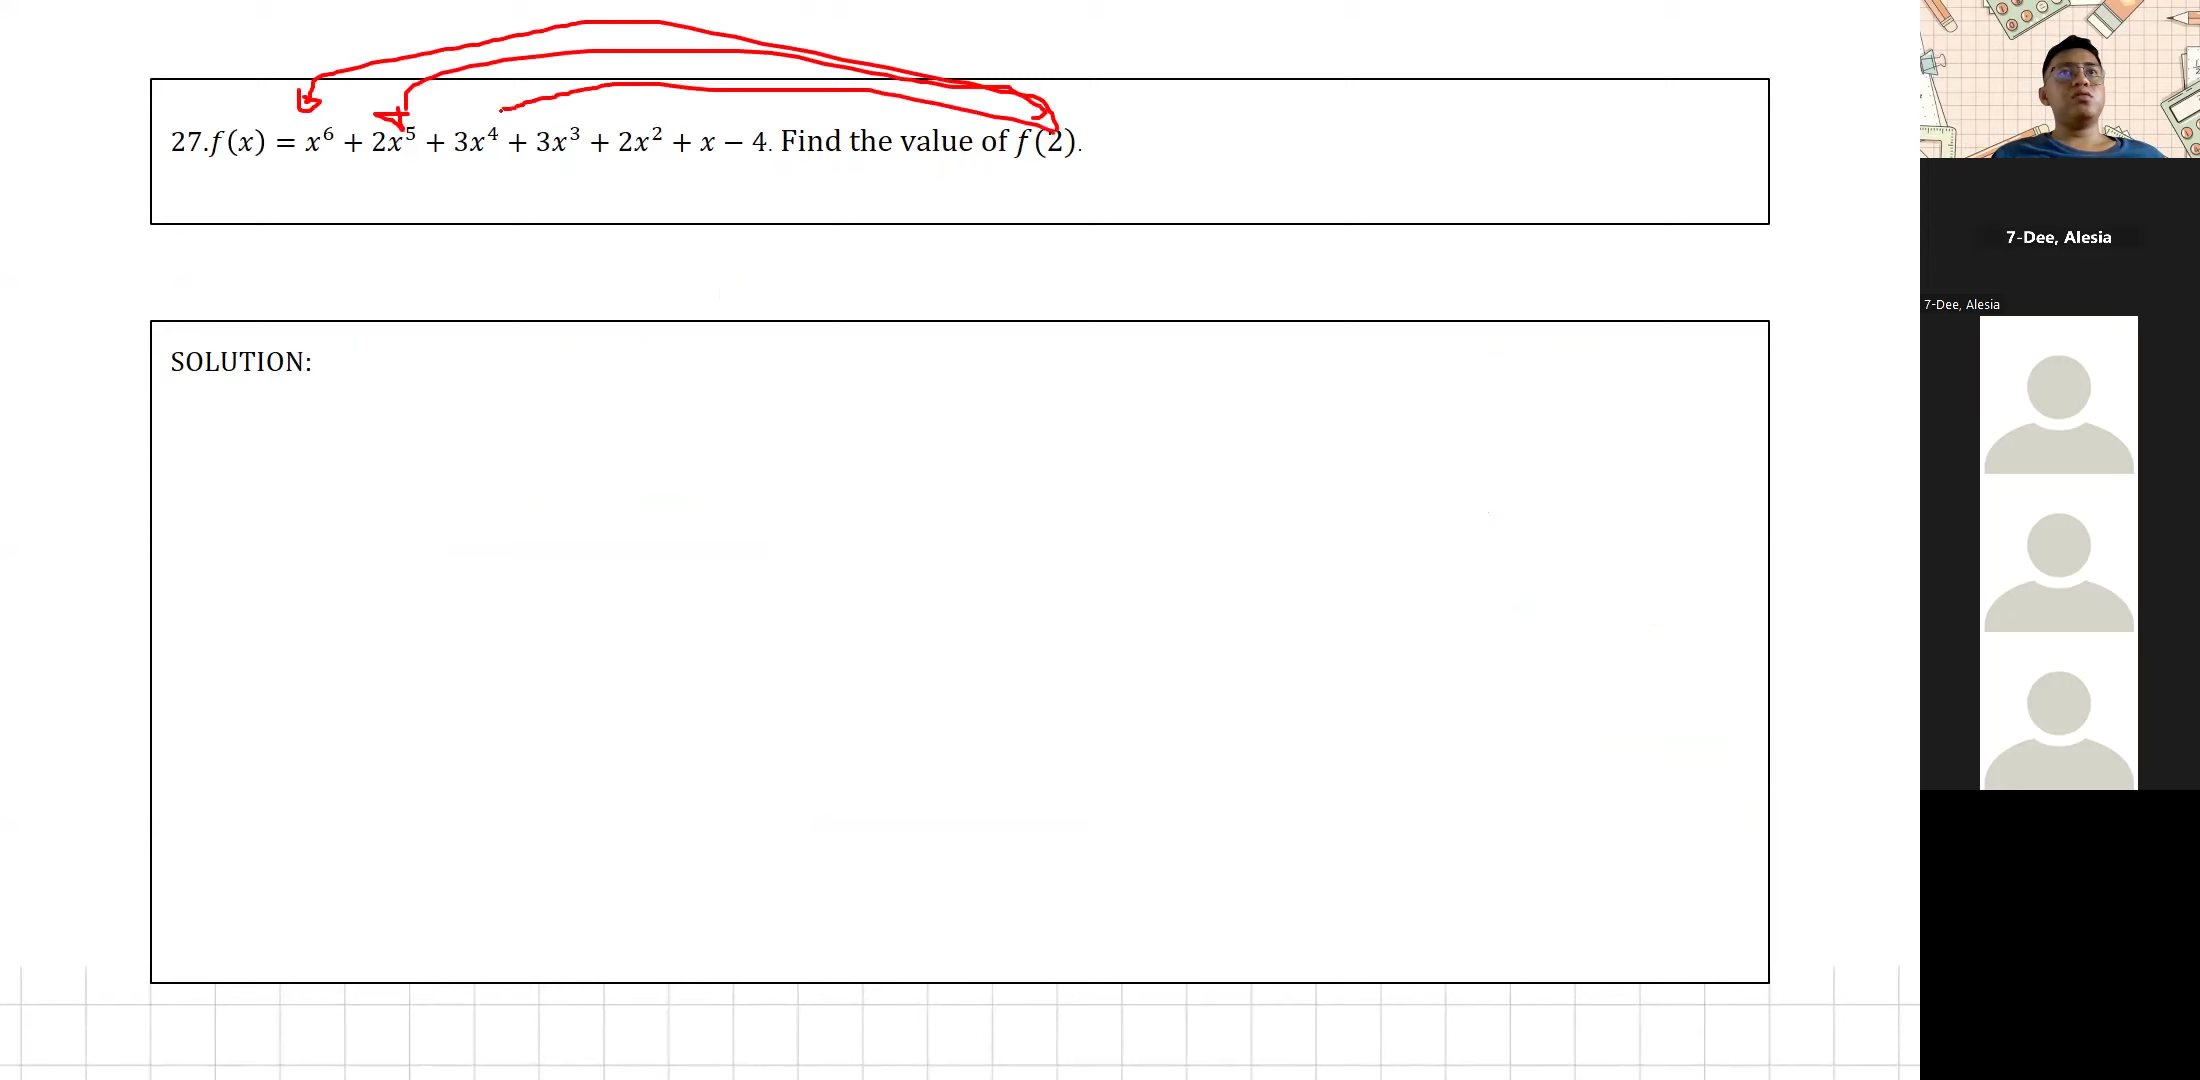 27.f(x) = x⁶ + 2x⁵ + 3x⁴ + 3x³ + 2x² + x − 4. Find the value of f(2).
SOLUTION:
7-Dee, Alesia
7-Dee, Alesia